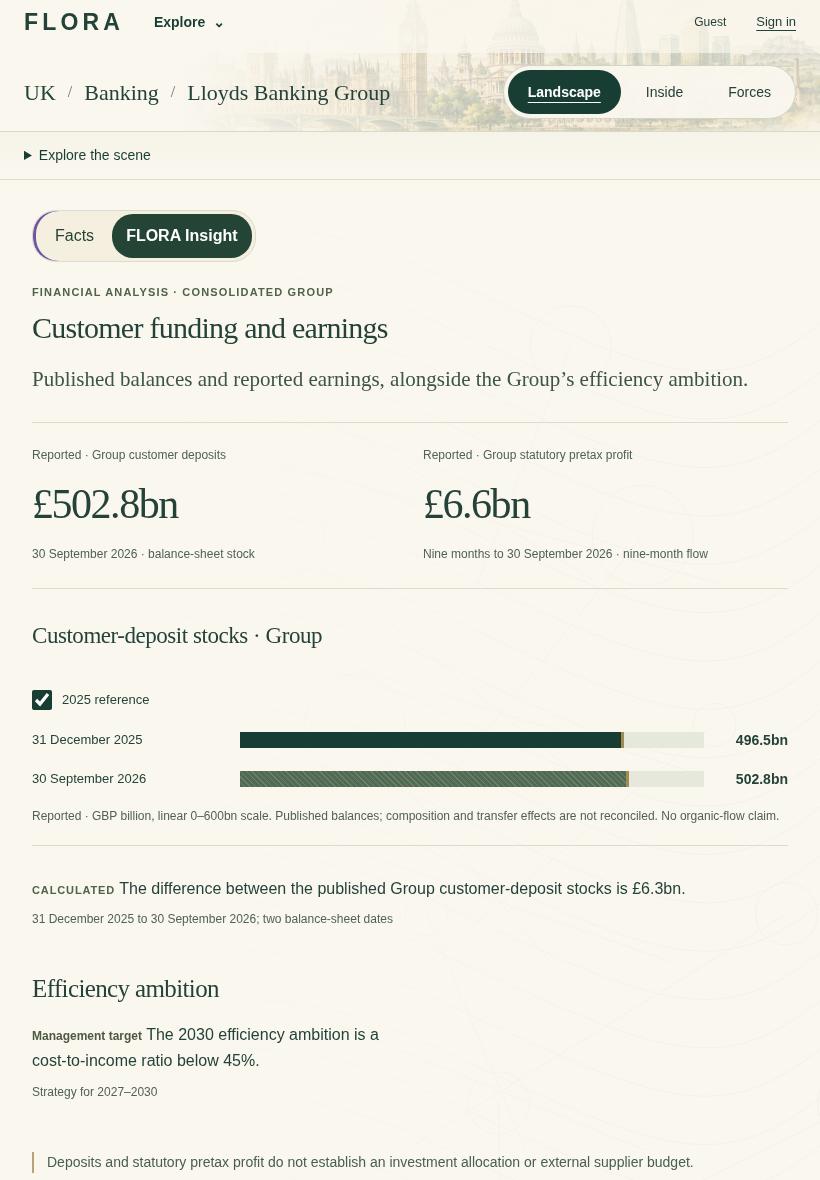 FLORA
Explore
Guest
Sign in
UK / Banking / Lloyds Banking Group
Landscape
Inside
Forces
Explore the scene
Facts
FLORA Insight
FINANCIAL ANALYSIS · CONSOLIDATED GROUP
Customer funding and earnings
Published balances and reported earnings, alongside the Group’s efficiency ambition.
Reported · Group customer deposits
£502.8bn
30 September 2026 · balance-sheet stock
Reported · Group statutory pretax profit
£6.6bn
Nine months to 30 September 2026 · nine-month flow
Customer-deposit stocks · Group
2025 reference
31 December 2025 496.5bn
30 September 2026 502.8bn
Reported · GBP billion, linear 0–600bn scale. Published balances; composition and transfer effects are not reconciled. No organic-flow claim.
CALCULATED The difference between the published Group customer-deposit stocks is £6.3bn.
31 December 2025 to 30 September 2026; two balance-sheet dates
Efficiency ambition
Management target The 2030 efficiency ambition is a
cost-to-income ratio below 45%.
Strategy for 2027–2030
Deposits and statutory pretax profit do not establish an investment allocation or external supplier budget.